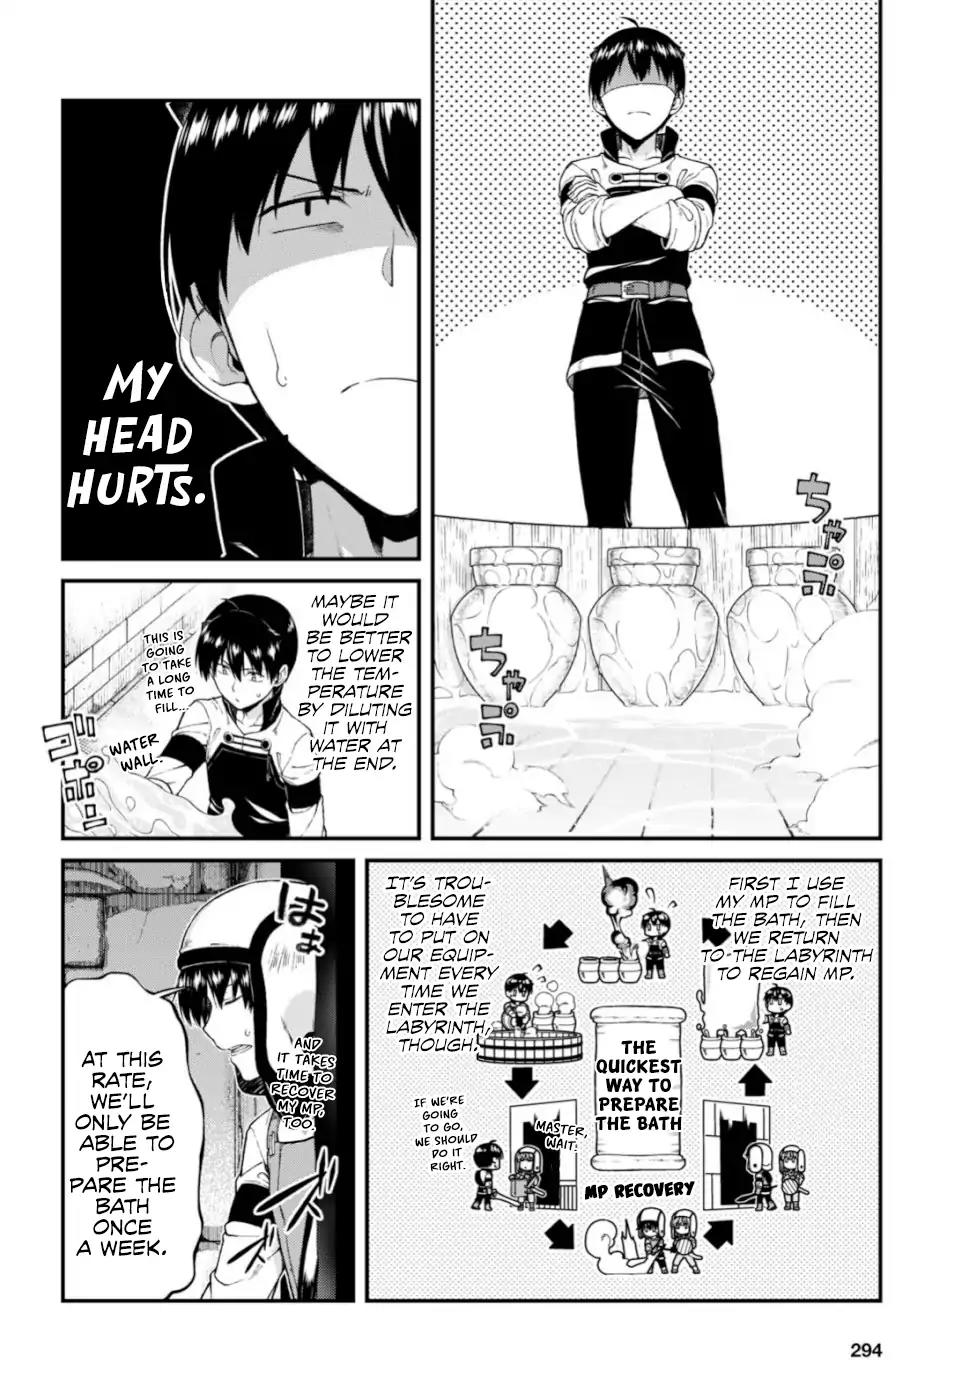 ちゃぷ
ちゃぷ
MY
HEAD
HURTS.
MAYBE IT
WOULD
BE BETTER
TO LOWER
THE TEM-
PERATURE
BY DILUTING
IT WITH
WATER AT
THE END.
THIS IS
GOING
TO TAKE
A LONG
TIME TO
FILL...
WATER
WALL.
ゴポポ
FIRST I USE
MY MP TO FILL
THE BATH, THEN
WE RETURN
TO THE LABYRINTH
TO REGAIN MP.
IT'S TROU-
BLESOME
TO HAVE
TO PUT ON
OUR EQUIP-
MENT EVERY
TIME WE
ENTER THE
LABYRINTH,
THOUGH.
THE
QUICKEST
WAY TO
PREPARE
THE BATH
MASTER,
WAIT.
IF WE'RE
GOING
TO GO,
WE SHOULD
DO IT
RIGHT.
MP RECOVERY
はぁ
AND
IT TAKES
TIME TO
RECOVER
MY MP,
TOO.
AT THIS
RATE,
WE'LL
ONLY BE
ABLE TO
PRE-
PARE THE
BATH
ONCE
A WEEK.
294